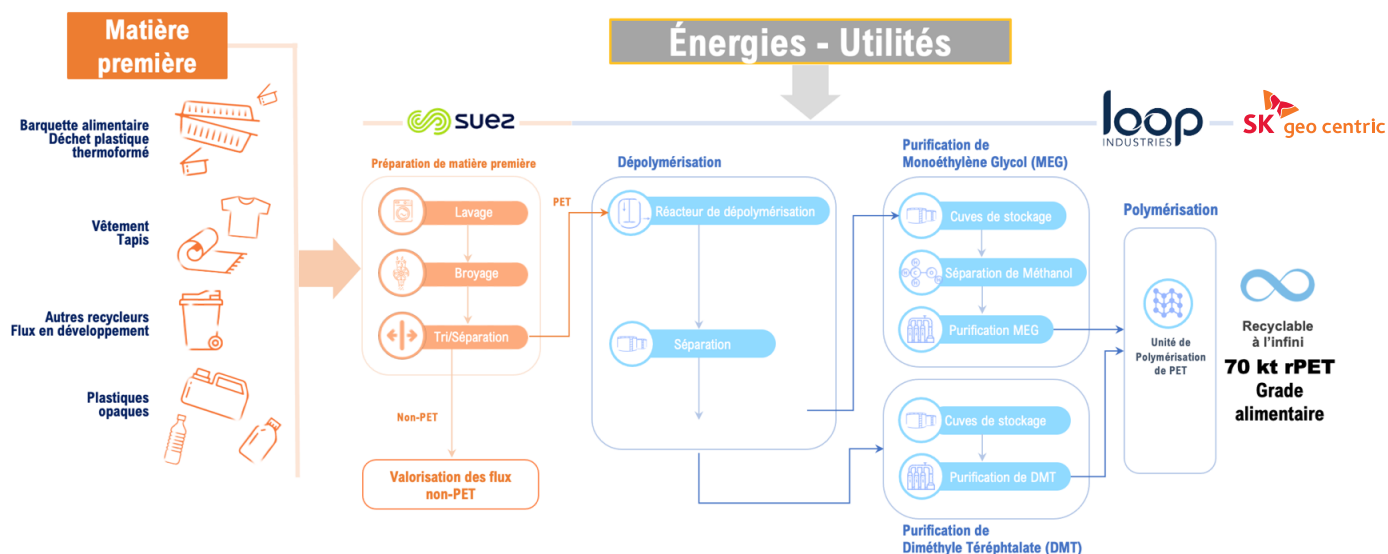 Matière
première
Énergies - Utilités
suez
loop
INDUSTRIES
SK geo centric
Barquette alimentaire
Déchet plastique
thermoformé
Vêtement
Tapis
Autres recycleurs
Flux en développement
Plastiques
opaques
Préparation de matière première
Lavage
Broyage
Tri/Séparation
PET
Non-PET
Valorisation des flux
non-PET
Dépolymérisation
Réacteur de dépolymérisation
Séparation
Purification de
Monoéthylène Glycol (MEG)
Cuves de stockage
Séparation de Méthanol
Purification MEG
Cuves de stockage
Purification de DMT
Purification de
Diméthyle Téréphtalate (DMT)
Polymérisation
Unité de
Polymérisation
de PET
Recyclable
à l'infini
70 kt rPET
Grade
alimentaire